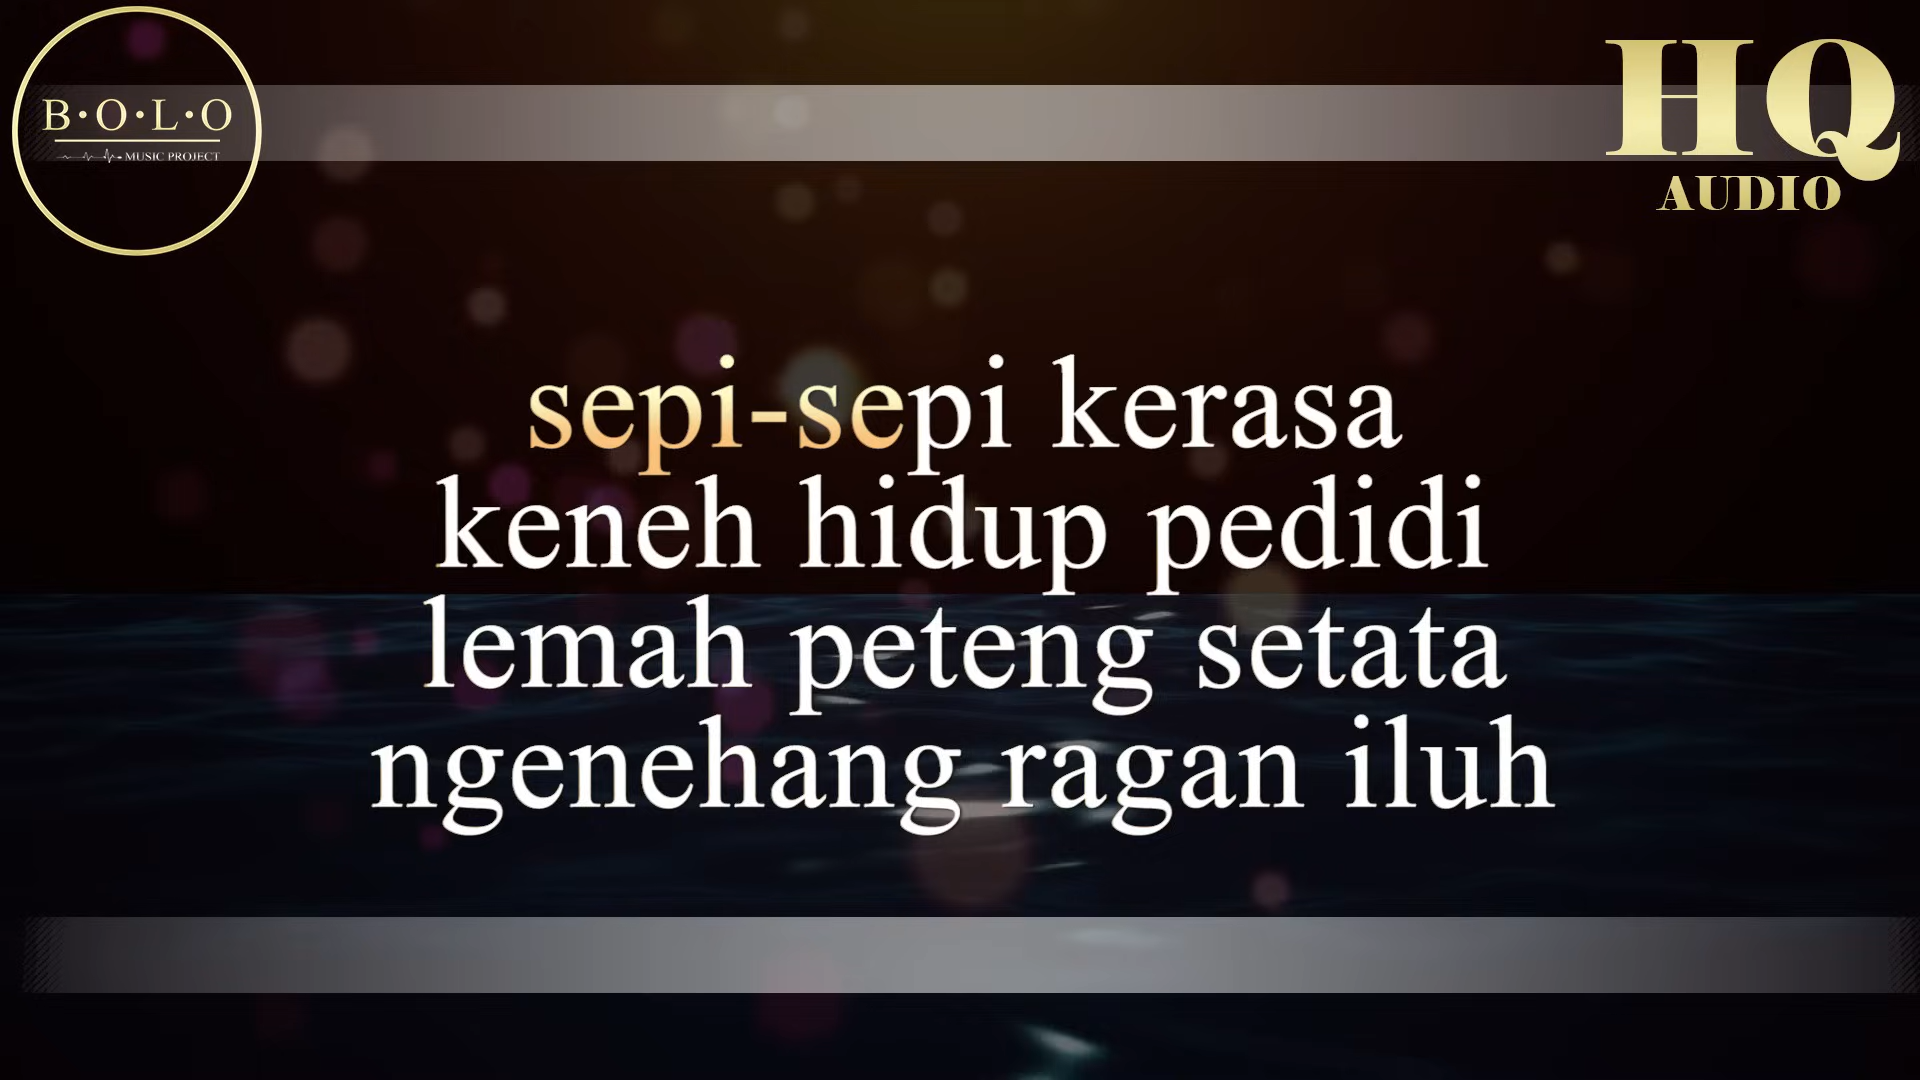 B·O·L·O
MUSIC PROJECT
HQ
AUDIO
sepi-sepi kerasa
keneh hidup pedidi
lemah peteng setata
ngenehang ragan iluh